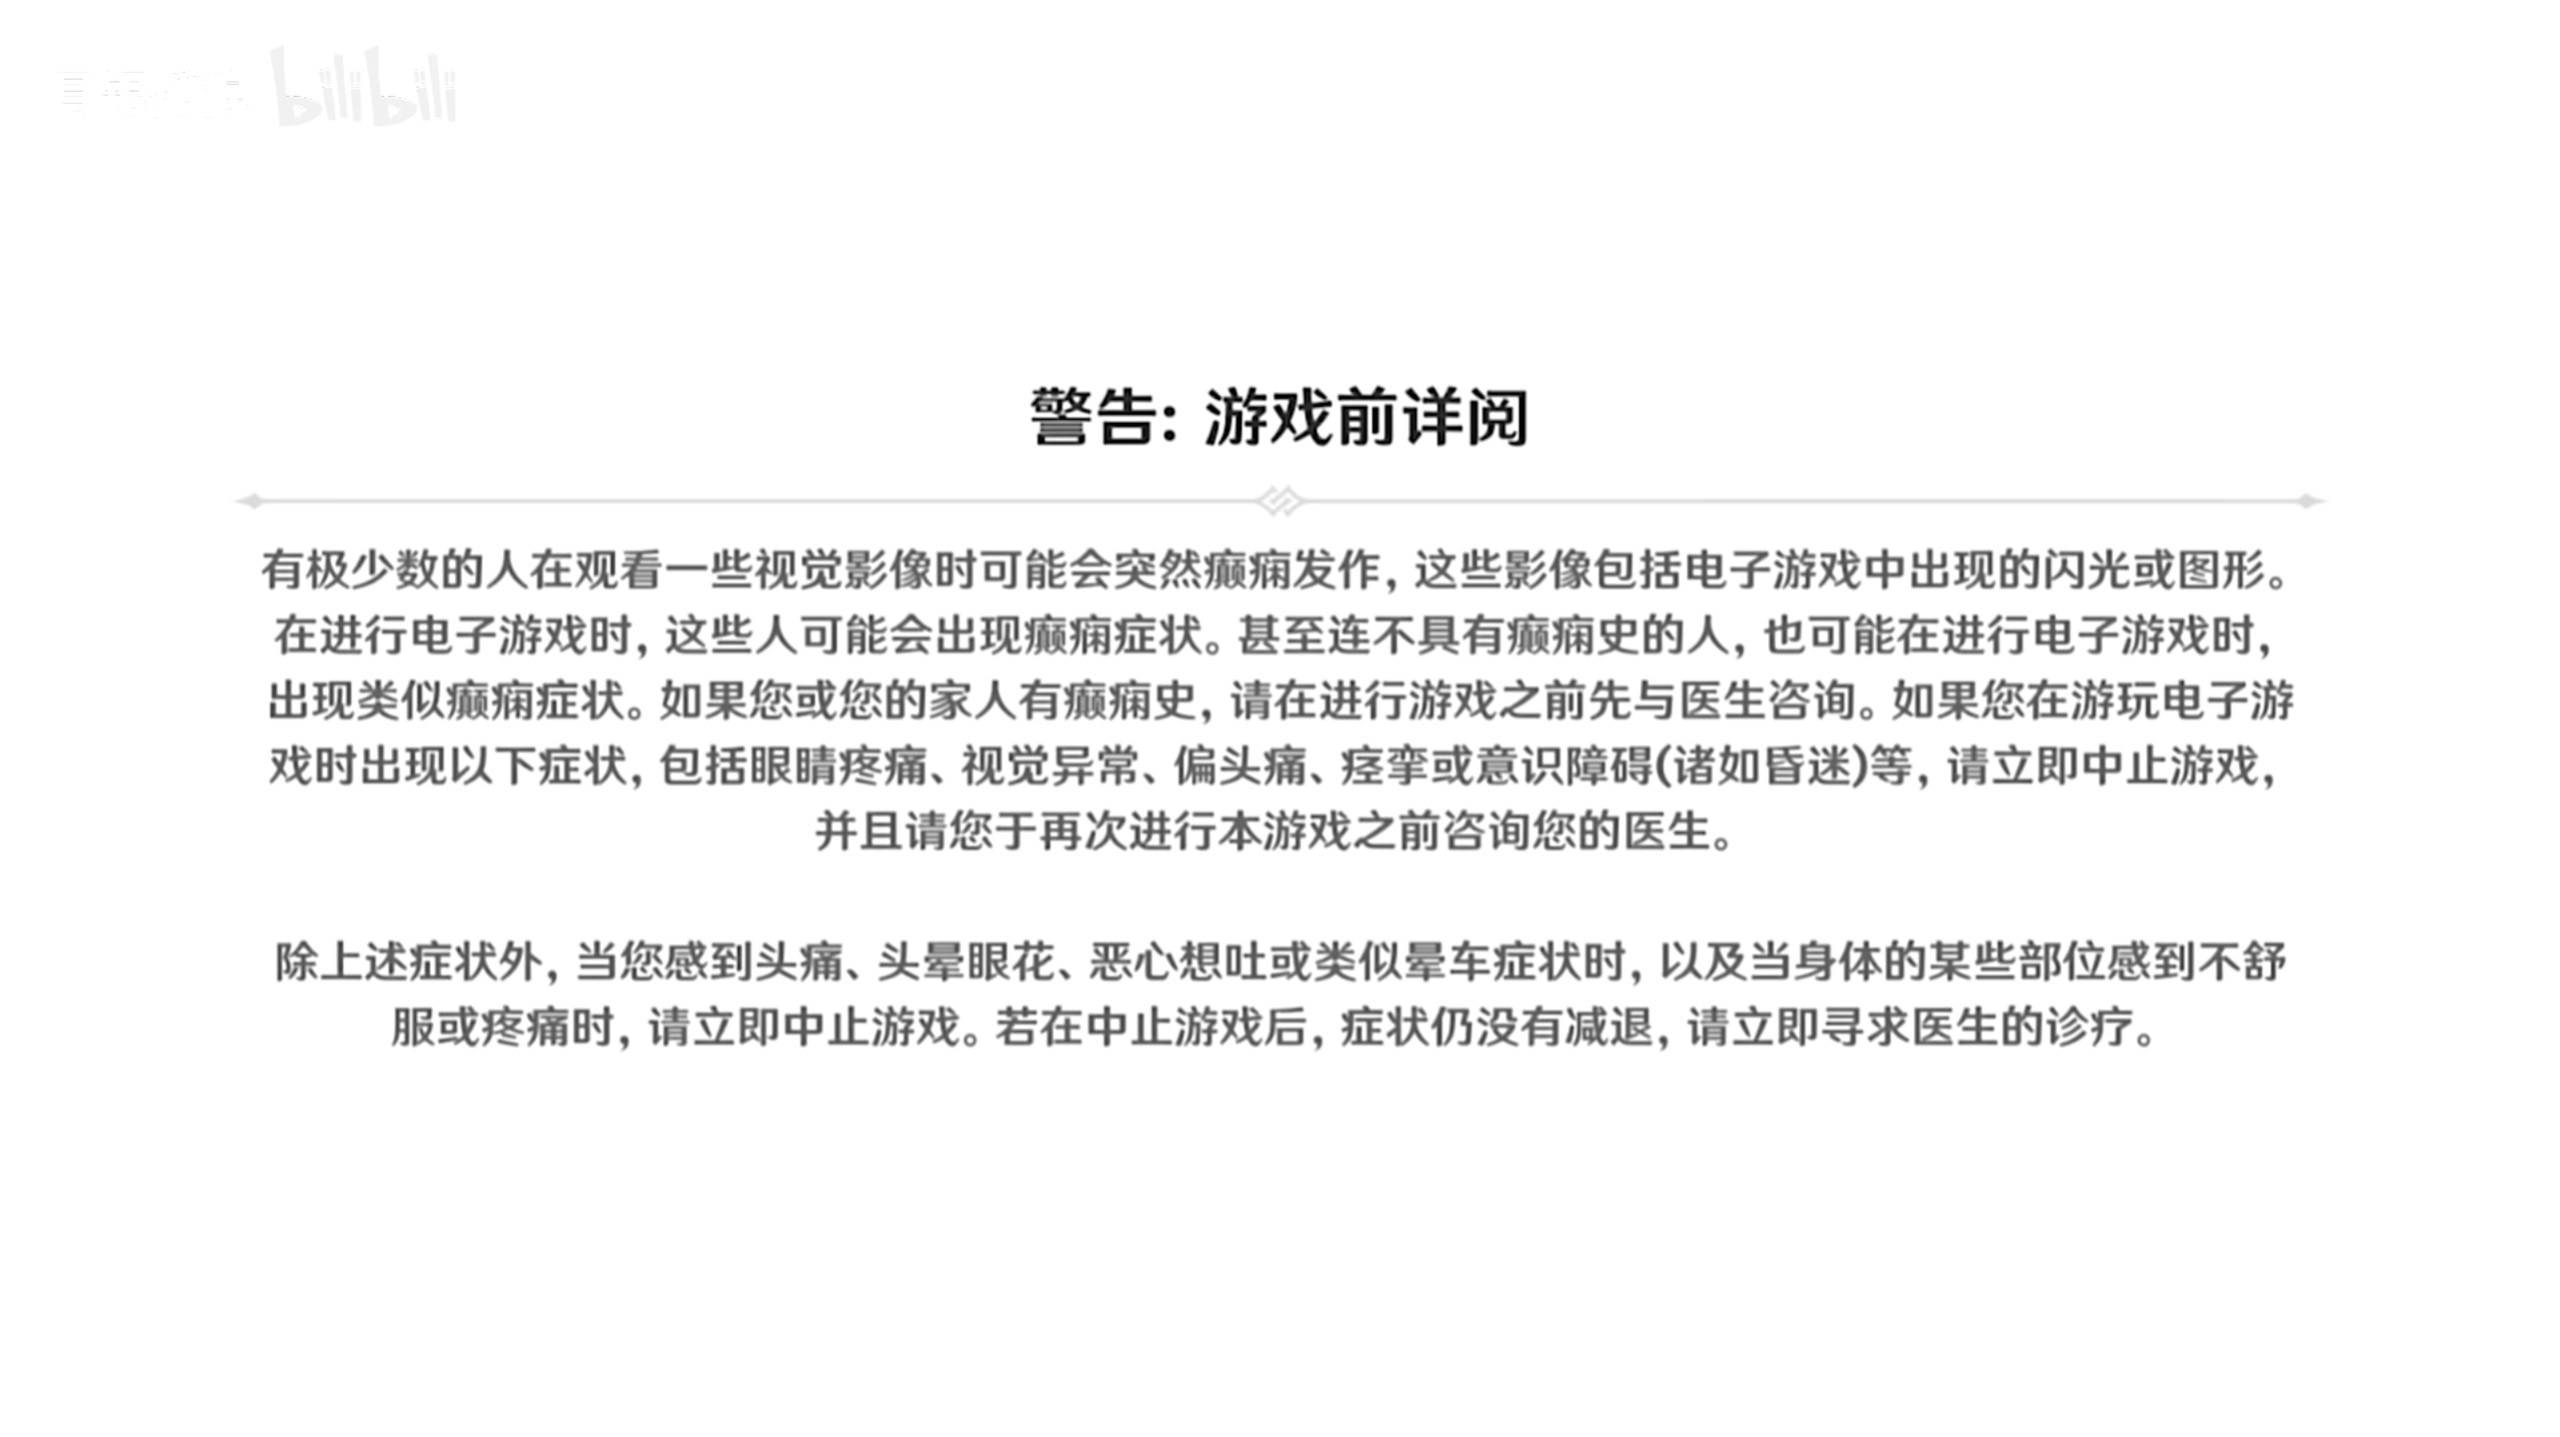 bilibili
警告: 游戏前详阅
有极少数的人在观看一些视觉影像时可能会突然癫痫发作, 这些影像包括电子游戏中出现的闪光或图形。
在进行电子游戏时, 这些人可能会出现癫痫症状。甚至连不具有癫痫史的人, 也可能在进行电子游戏时,
出现类似癫痫症状。如果您或您的家人有癫痫史, 请在进行游戏之前先与医生咨询。如果您在游玩电子游
戏时出现以下症状, 包括眼睛疼痛、视觉异常、偏头痛、痉挛或意识障碍(诸如昏迷)等, 请立即中止游戏,
并且请您于再次进行本游戏之前咨询您的医生。
除上述症状外, 当您感到头痛、头晕眼花、恶心想吐或类似晕车症状时, 以及当身体的某些部位感到不舒
服或疼痛时, 请立即中止游戏。若在中止游戏后, 症状仍没有减退, 请立即寻求医生的诊疗。